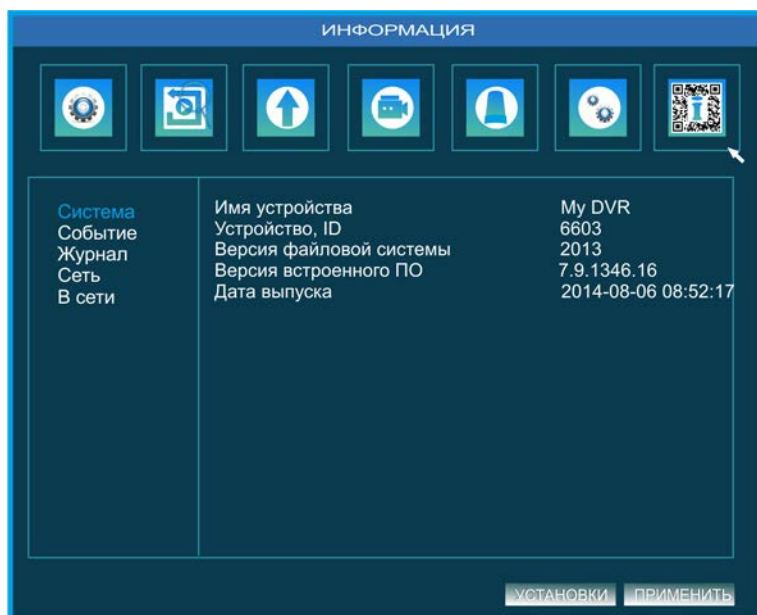 ИНФОРМАЦИЯ
Система
Событие
Журнал
Сеть
В сети
Имя устройства My DVR
Устройство, ID 6603
Версия файловой системы 2013
Версия встроенного ПО 7.9.1346.16
Дата выпуска 2014-08-06 08:52:17
УСТАНОВКИ ПРИМЕНИТЬ